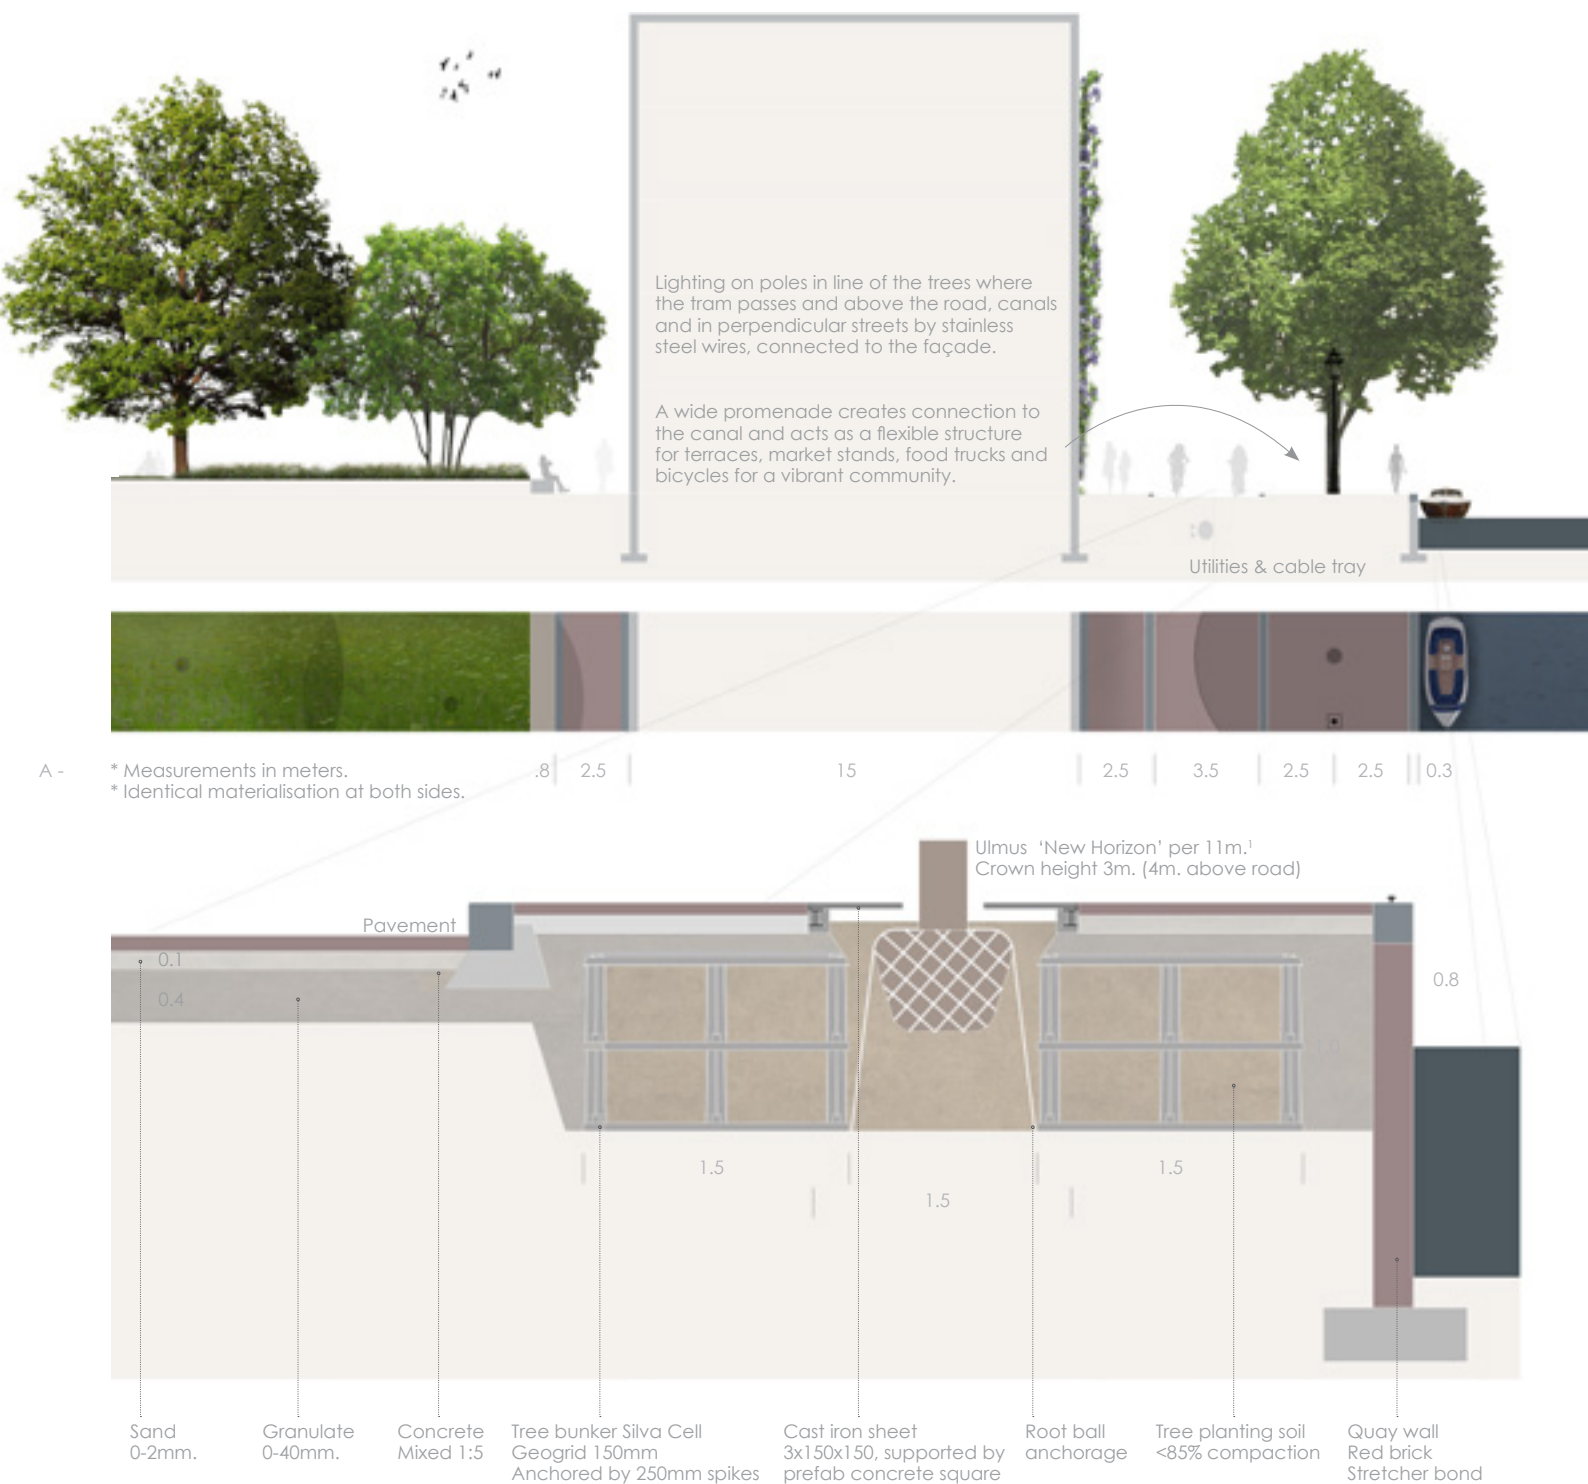 Lighting on poles in line of the trees where
the tram passes and above the road, canals
and in perpendicular streets by stainless
steel wires, connected to the façade.
A wide promenade creates connection to
the canal and acts as a flexible structure
for terraces, market stands, food trucks and
bicycles for a vibrant community.
Utilities & cable tray
A -
* Measurements in meters.
* Identical materialisation at both sides.
.8
2.5
15
2.5
3.5
2.5
2.5
0.3
Ulmus ‘New Horizon’ per 11m.¹
Crown height 3m. (4m. above road)
Pavement
0.1
0.4
0.8
1.5
1.5
1.5
Sand
0-2mm.
Granulate
0-40mm.
Concrete
Mixed 1:5
Tree bunker Silva Cell
Geogrid 150mm
Anchored by 250mm spikes
Cast iron sheet
3x150x150, supported by
prefab concrete square
Root ball
anchorage
Tree planting soil
<85% compaction
Quay wall
Red brick
Stretcher bond